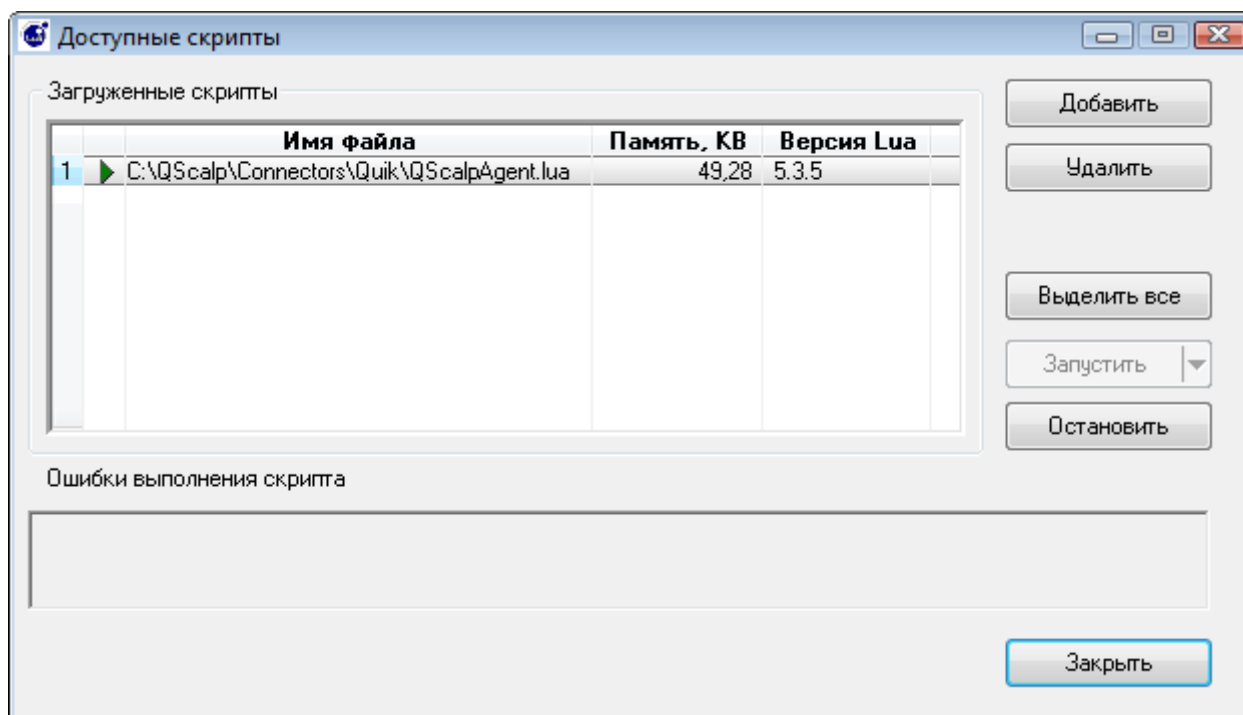 Доступные скрипты
Загруженные скрипты
Имя файла Память, КВ Версия Lua
1 C:\QScalp\Connectors\Quik\QScalpAgent.lua 49,28 5.3.5
Добавить
Удалить
Выделить все
Запустить
Остановить
Ошибки выполнения скрипта
Закрыть